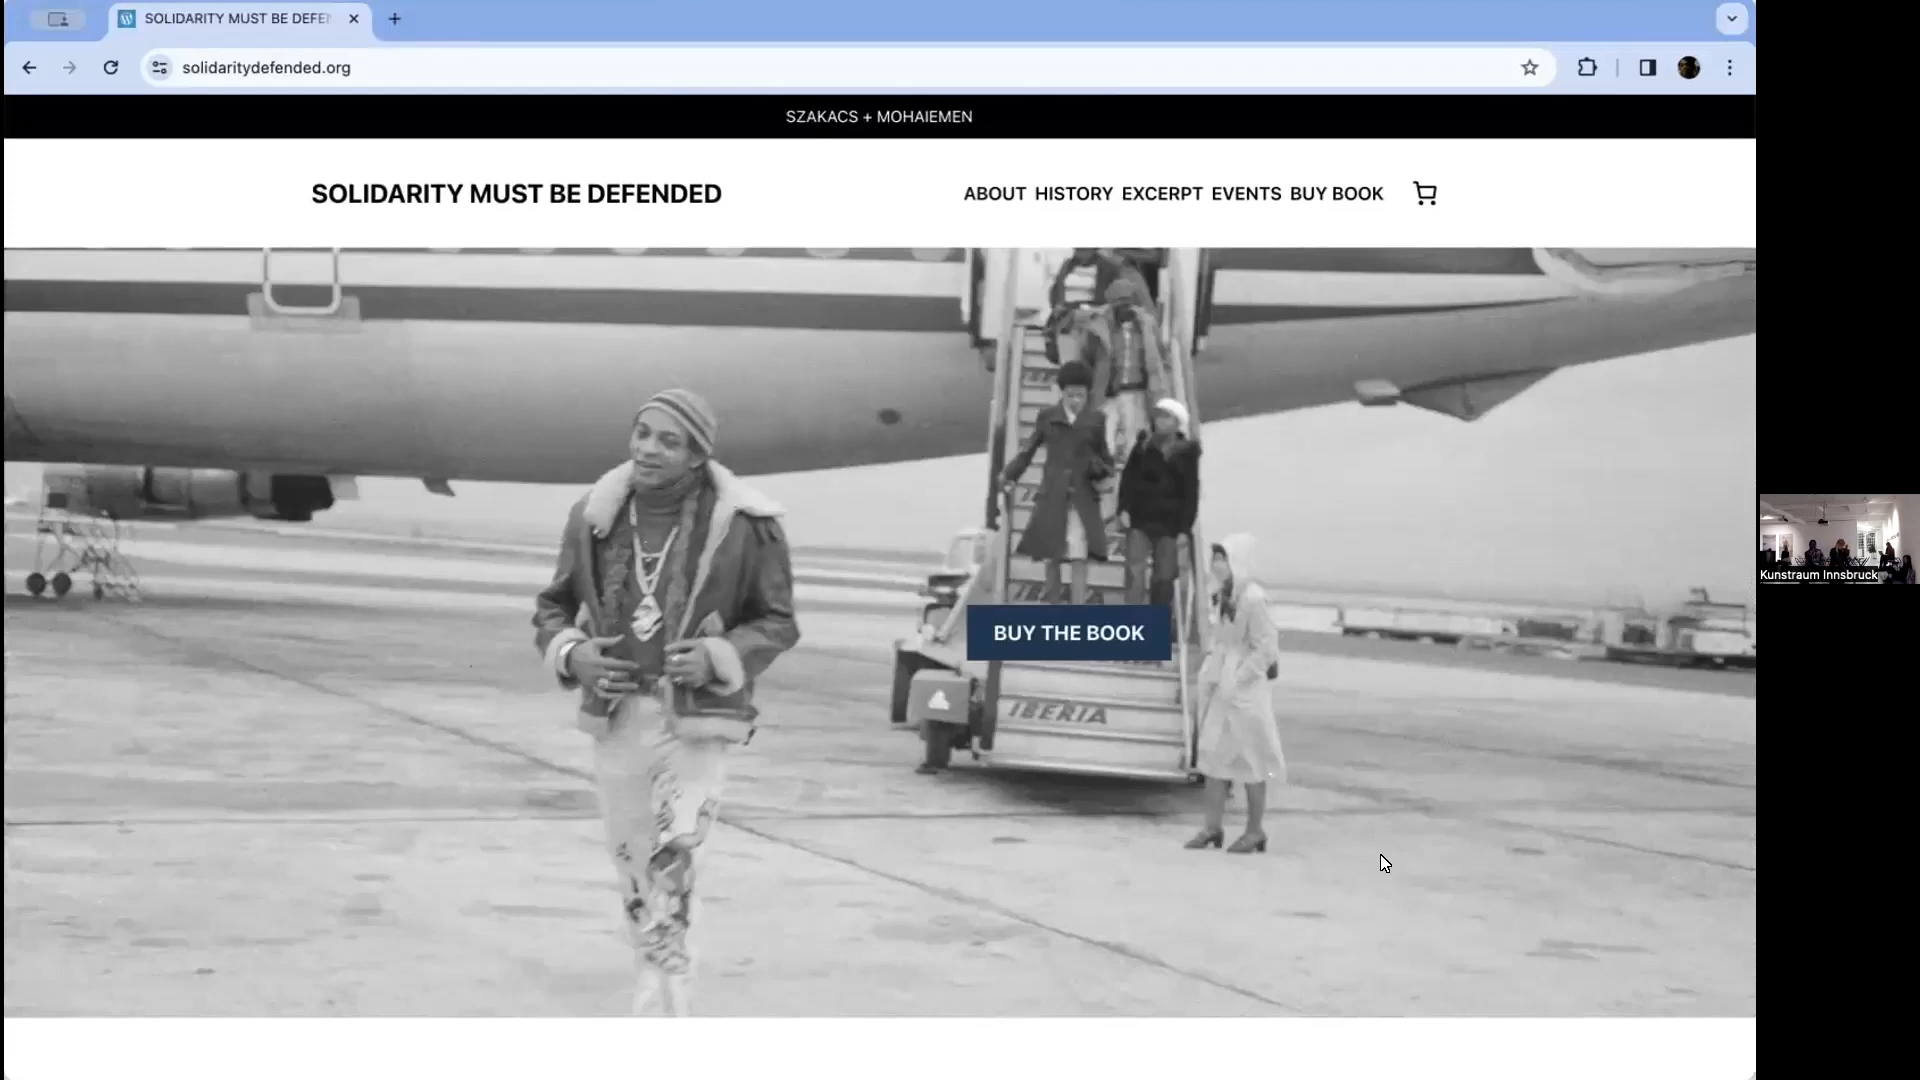 SOLIDARITY MUST BE DEFEN
solidaritydefended.org
SZAKACS + MOHAIEMEN
SOLIDARITY MUST BE DEFENDED
ABOUT HISTORY EXCERPT EVENTS BUY BOOK
BUY THE BOOK
IBERIA
Kunstraum Innsbruck